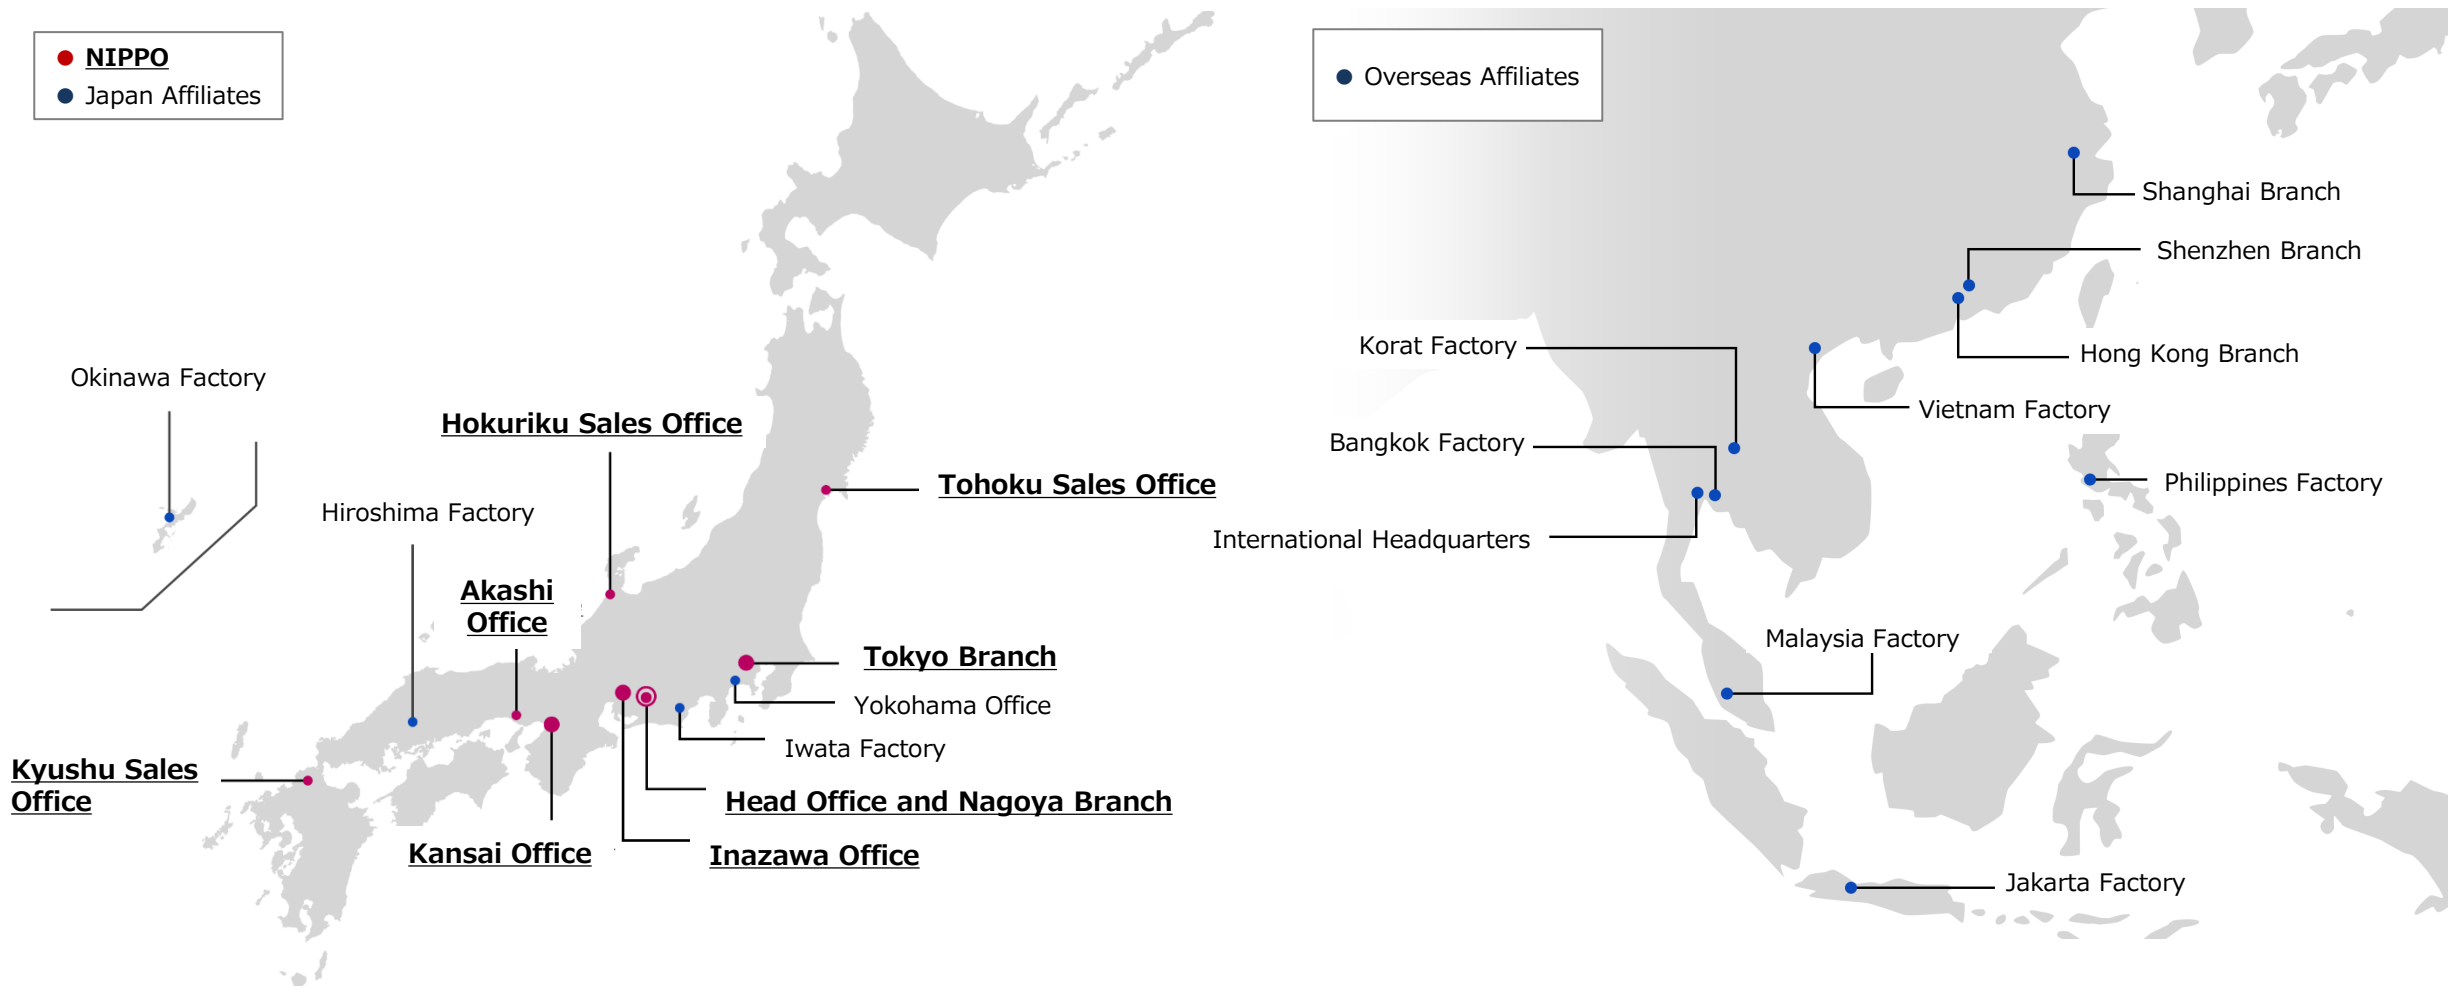 NIPPO
Japan Affiliates
Okinawa Factory
Hokuriku Sales Office
Tohoku Sales Office
Hiroshima Factory
Akashi
Office
Tokyo Branch
Yokohama Office
Iwata Factory
Kyushu Sales
Office
Head Office and Nagoya Branch
Kansai Office
Inazawa Office
Overseas Affiliates
Shanghai Branch
Shenzhen Branch
Korat Factory
Hong Kong Branch
Vietnam Factory
Bangkok Factory
Philippines Factory
International Headquarters
Malaysia Factory
Jakarta Factory